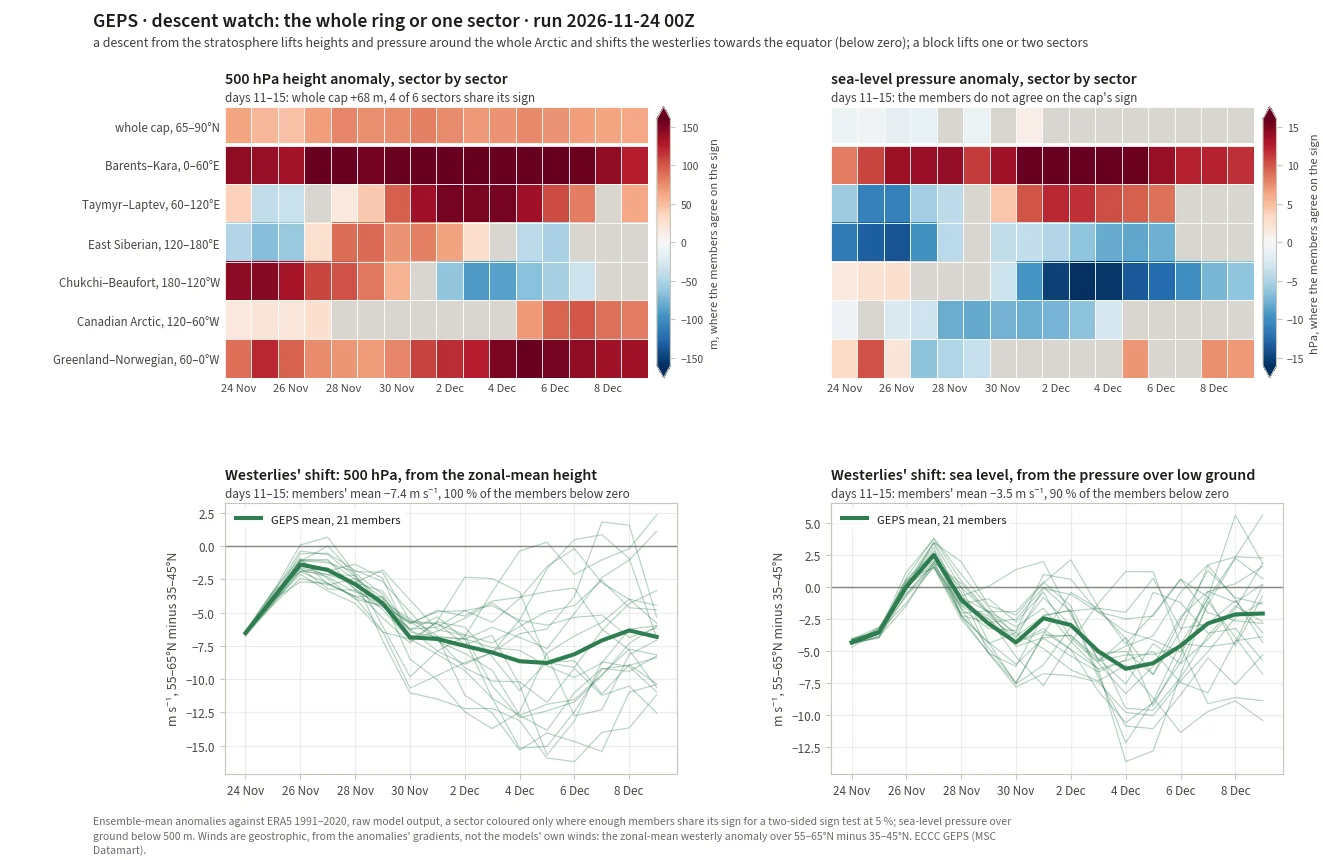 GEPS · descent watch: the whole ring or one sector · run 2026-11-24 00Z
a descent from the stratosphere lifts heights and pressure around the whole Arctic and shifts the westerlies towards the equator (below zero); a block lifts one or two sectors
500 hPa height anomaly, sector by sector
days 11–15: whole cap +68 m, 4 of 6 sectors share its sign
whole cap, 65–90°N
Barents–Kara, 0–60°E
Taymyr–Laptev, 60–120°E
East Siberian, 120–180°E
Chukchi–Beaufort, 180–120°W
Canadian Arctic, 120–60°W
Greenland–Norwegian, 60–0°W
24 Nov 26 Nov 28 Nov 30 Nov 2 Dec 4 Dec 6 Dec 8 Dec
150
100
50
0
−50
−100
−150
m, where the members agree on the sign
sea-level pressure anomaly, sector by sector
days 11–15: the members do not agree on the cap's sign
24 Nov 26 Nov 28 Nov 30 Nov 2 Dec 4 Dec 6 Dec 8 Dec
15
10
5
0
−5
−10
−15
hPa, where the members agree on the sign
Westerlies' shift: 500 hPa, from the zonal-mean height
days 11–15: members' mean −7.4 m s⁻¹, 100 % of the members below zero
GEPS mean, 21 members
2.5
0.0
−2.5
−5.0
−7.5
−10.0
−12.5
−15.0
m s⁻¹, 55–65°N minus 35–45°N
24 Nov 26 Nov 28 Nov 30 Nov 2 Dec 4 Dec 6 Dec 8 Dec
Westerlies' shift: sea level, from the pressure over low ground
days 11–15: members' mean −3.5 m s⁻¹, 90 % of the members below zero
GEPS mean, 21 members
5.0
2.5
0.0
−2.5
−5.0
−7.5
−10.0
−12.5
m s⁻¹, 55–65°N minus 35–45°N
24 Nov 26 Nov 28 Nov 30 Nov 2 Dec 4 Dec 6 Dec 8 Dec
Ensemble-mean anomalies against ERA5 1991–2020, raw model output, a sector coloured only where enough members share its sign for a two-sided sign test at 5 %; sea-level pressure over
ground below 500 m. Winds are geostrophic, from the anomalies' gradients, not the models' own winds: the zonal-mean westerly anomaly over 55–65°N minus 35–45°N. ECCC GEPS (MSC
Datamart).